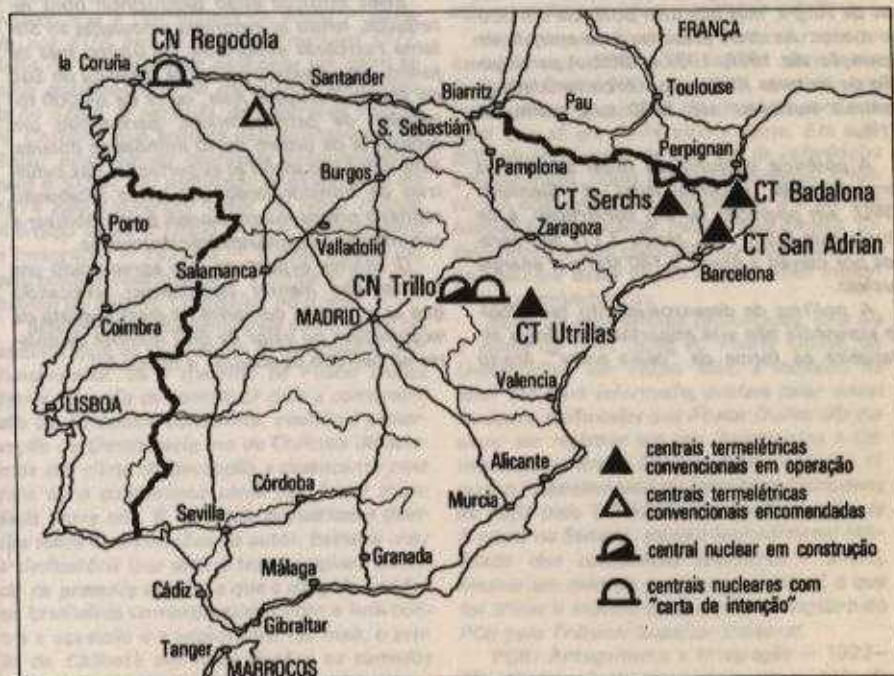 FRANÇA
CN Regodola
la Coruña
Santander
Biarritz
Toulouse
Pau
S. Sebastián
Perpignan
Pamplona
Burgos
CT Serchs
CT Badalona
Porto
Valladolid
Zaragoza
CT San Adrian
Barcelona
Salamanca
CN Trillo
Coimbra
MADRID
CT Utrillas
Valencia
LISBOA
Alicante
Córdoba
Murcia
Sevilla
Granada
Málaga
Cádiz
Gibraltar
Tanger
MARROCOS
centrais termelétricas
convencionais em operação
centrais termelétricas
convencionais encomendadas
central nuclear em construção
centrais nucleares com
"carta de intenção"